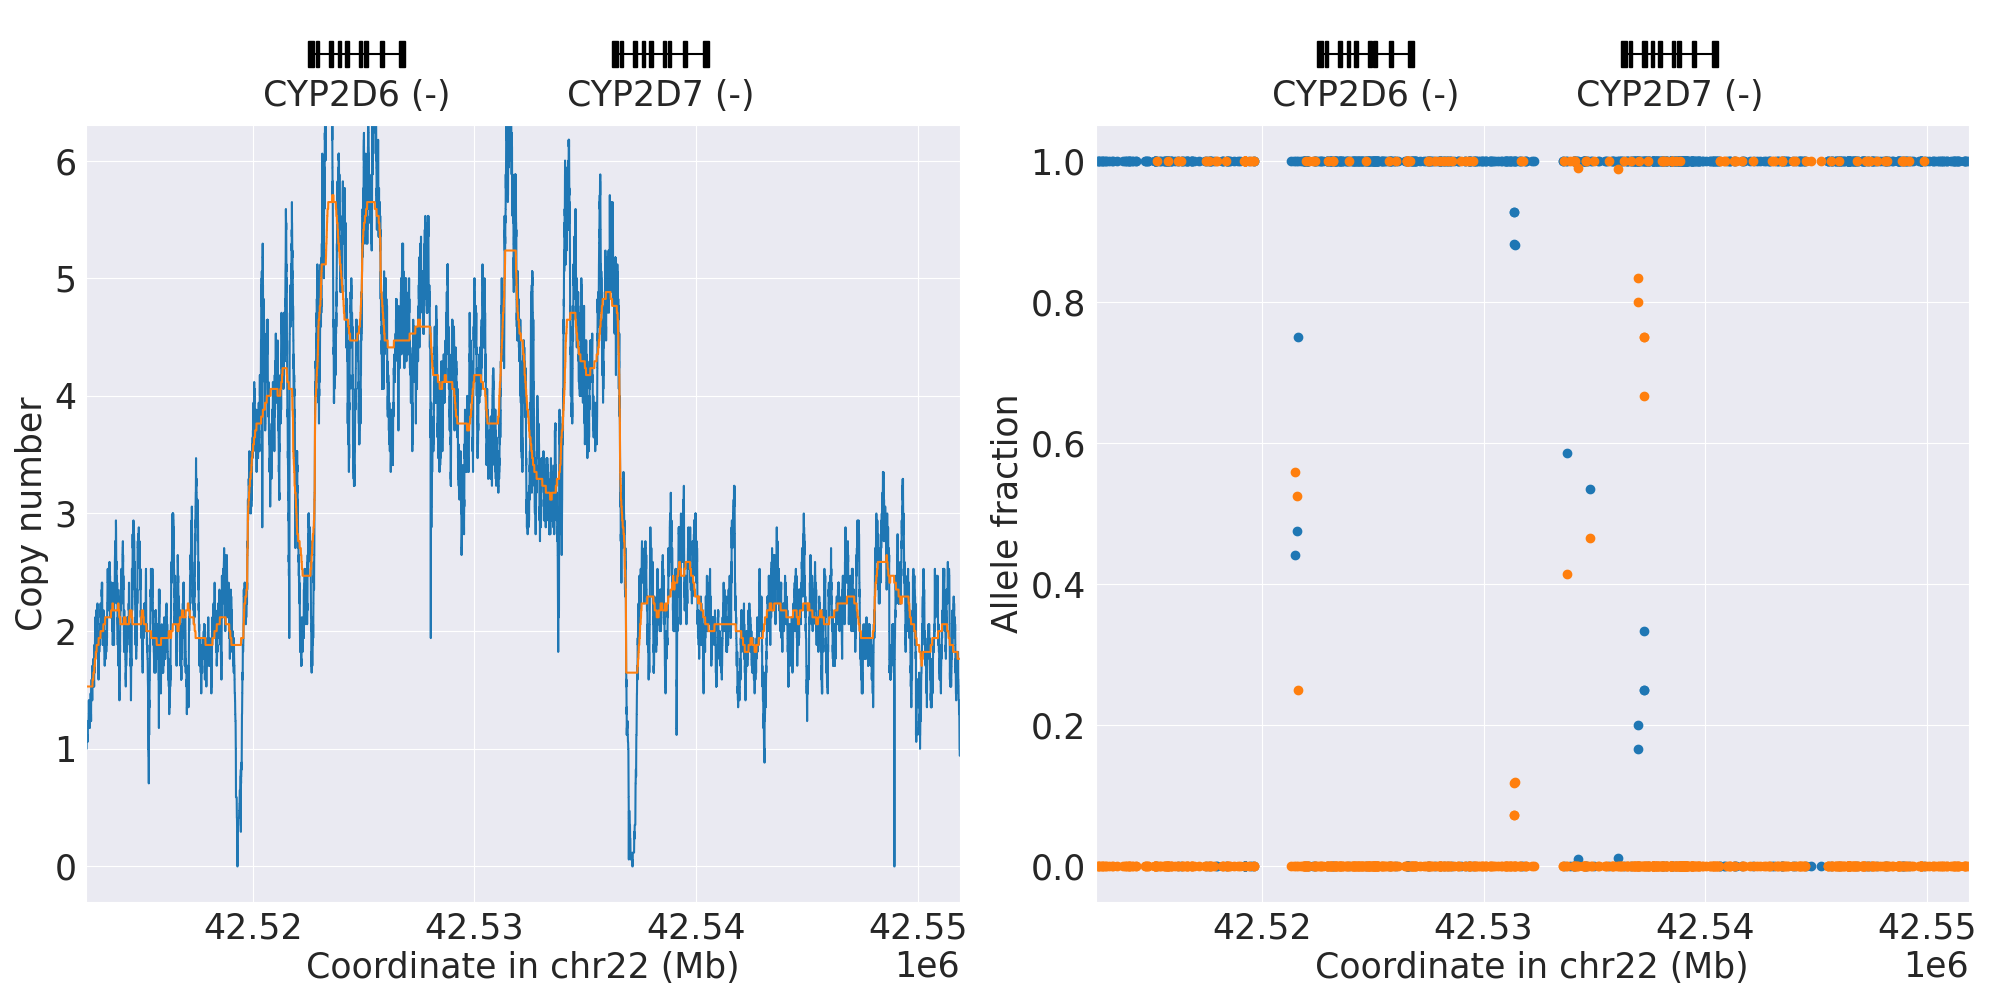 CYP2D6 (-) CYP2D7 (-)
Copy number
6
5
4
3
2
1
0
42.52 42.53 42.54 42.55
Coordinate in chr22 (Mb)
1e6
CYP2D6 (-) CYP2D7 (-)
Allele fraction
1.0
0.8
0.6
0.4
0.2
0.0
42.52 42.53 42.54 42.55
Coordinate in chr22 (Mb)
1e6